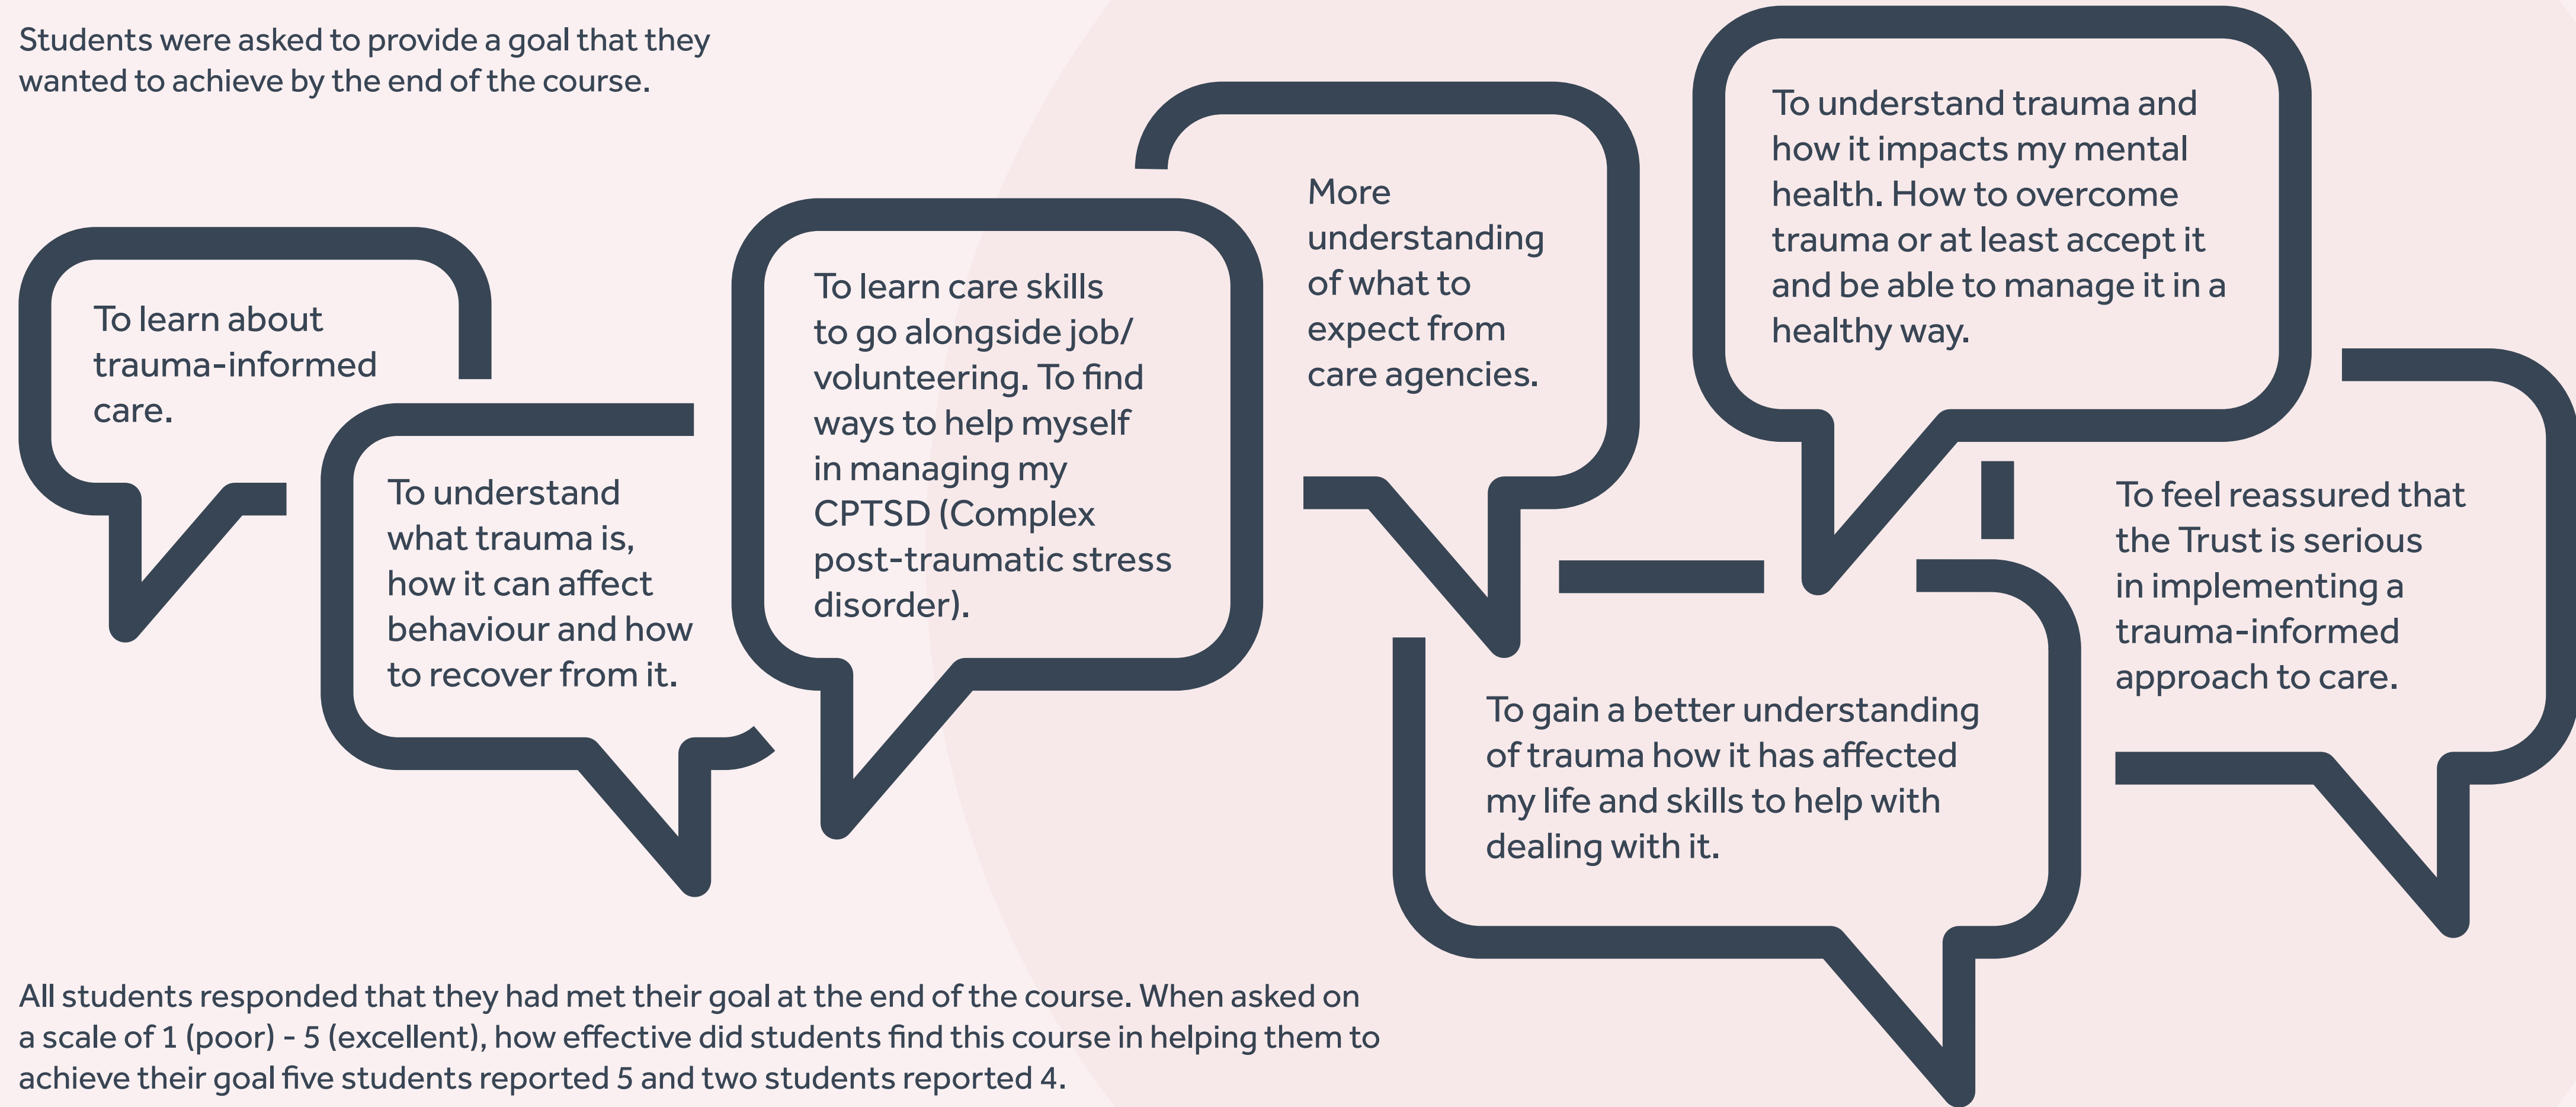 Students were asked to provide a goal that they
wanted to achieve by the end of the course.
To learn about
trauma-informed
care.
To understand
what trauma is,
how it can affect
behaviour and how
to recover from it.
To learn care skills
to go alongside job/
volunteering. To find
ways to help myself
in managing my
CPTSD (Complex
post-traumatic stress
disorder).
More
understanding
of what to
expect from
care agencies.
To understand trauma and
how it impacts my mental
health. How to overcome
trauma or at least accept it
and be able to manage it in a
healthy way.
To gain a better understanding
of trauma how it has affected
my life and skills to help with
dealing with it.
To feel reassured that
the Trust is serious
in implementing a
trauma-informed
approach to care.
All students responded that they had met their goal at the end of the course. When asked on
a scale of 1 (poor) - 5 (excellent), how effective did students find this course in helping them to
achieve their goal five students reported 5 and two students reported 4.